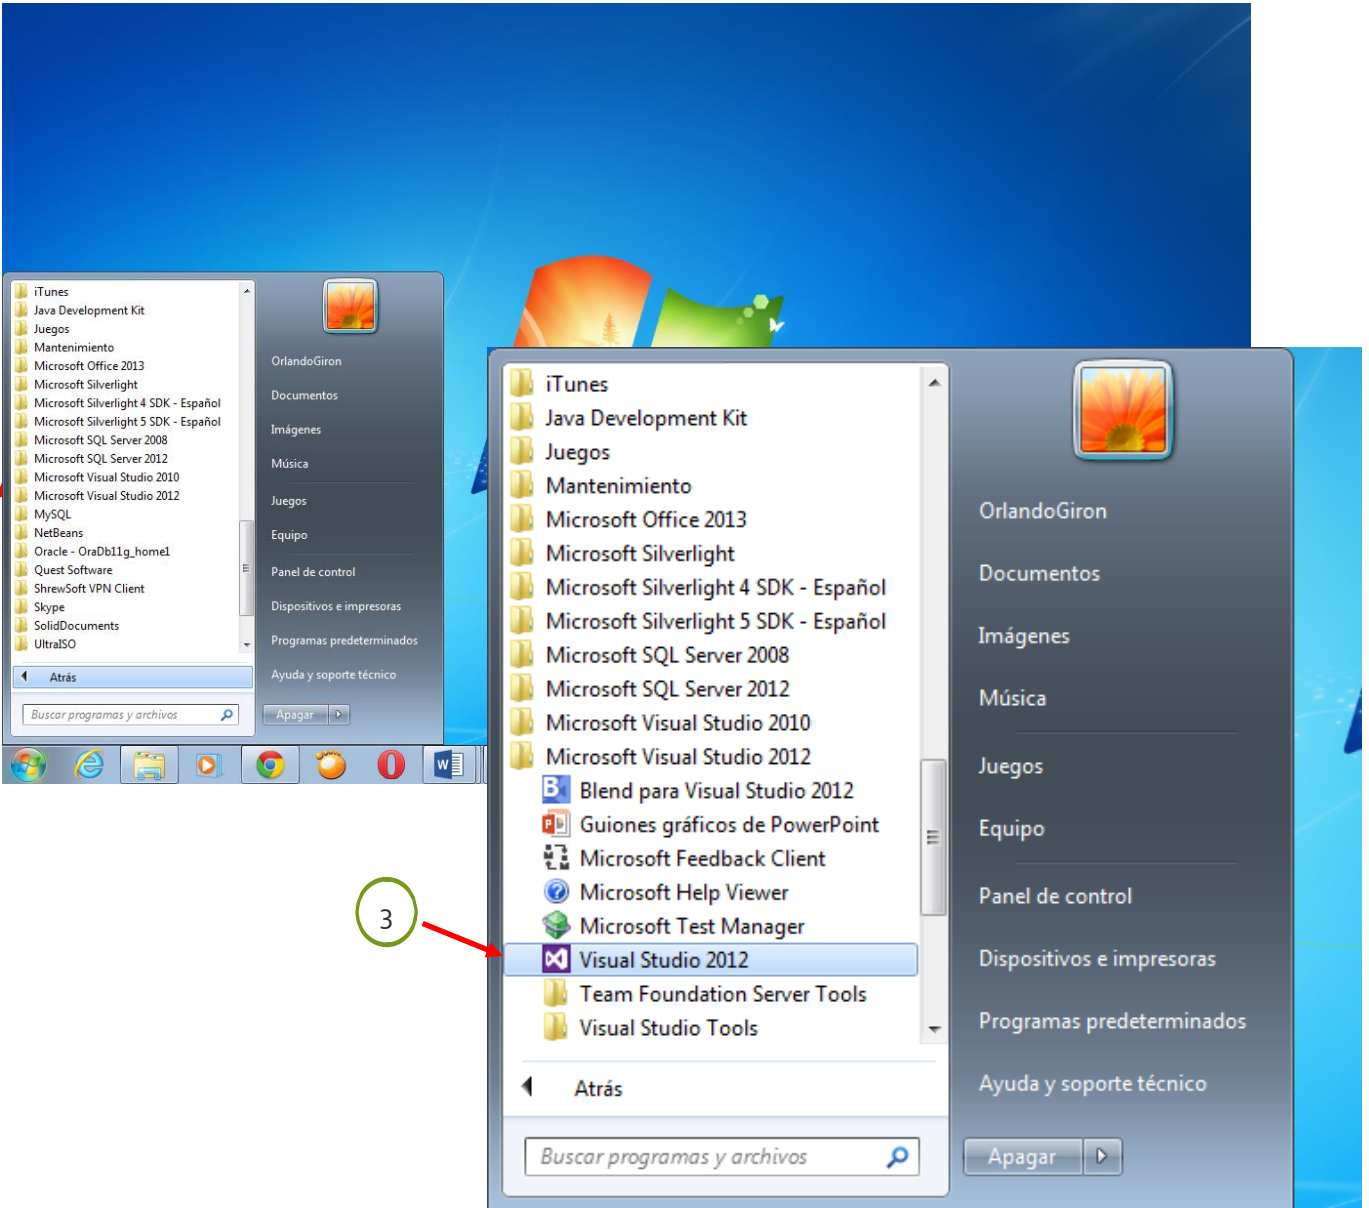 iTunes
Java Development Kit
Juegos
Mantenimiento
Microsoft Office 2013
Microsoft Silverlight
Microsoft Silverlight 4 SDK - Español
Microsoft Silverlight 5 SDK - Español
Microsoft SQL Server 2008
Microsoft SQL Server 2012
Microsoft Visual Studio 2010
Microsoft Visual Studio 2012
MySQL
NetBeans
Oracle - OraDb11g_home1
Quest Software
ShrewSoft VPN Client
Skype
SolidDocuments
UltraISO
Atrás
Buscar programas y archivos
OrlandoGiron
Documentos
Imágenes
Música
Juegos
Equipo
Panel de control
Dispositivos e impresoras
Programas predeterminados
Ayuda y soporte técnico
Apagar
3
iTunes
Java Development Kit
Juegos
Mantenimiento
Microsoft Office 2013
Microsoft Silverlight
Microsoft Silverlight 4 SDK - Español
Microsoft Silverlight 5 SDK - Español
Microsoft SQL Server 2008
Microsoft SQL Server 2012
Microsoft Visual Studio 2010
Microsoft Visual Studio 2012
Blend para Visual Studio 2012
Guiones gráficos de PowerPoint
Microsoft Feedback Client
Microsoft Help Viewer
Microsoft Test Manager
Visual Studio 2012
Team Foundation Server Tools
Visual Studio Tools
Atrás
Buscar programas y archivos
OrlandoGiron
Documentos
Imágenes
Música
Juegos
Equipo
Panel de control
Dispositivos e impresoras
Programas predeterminados
Ayuda y soporte técnico
Apagar